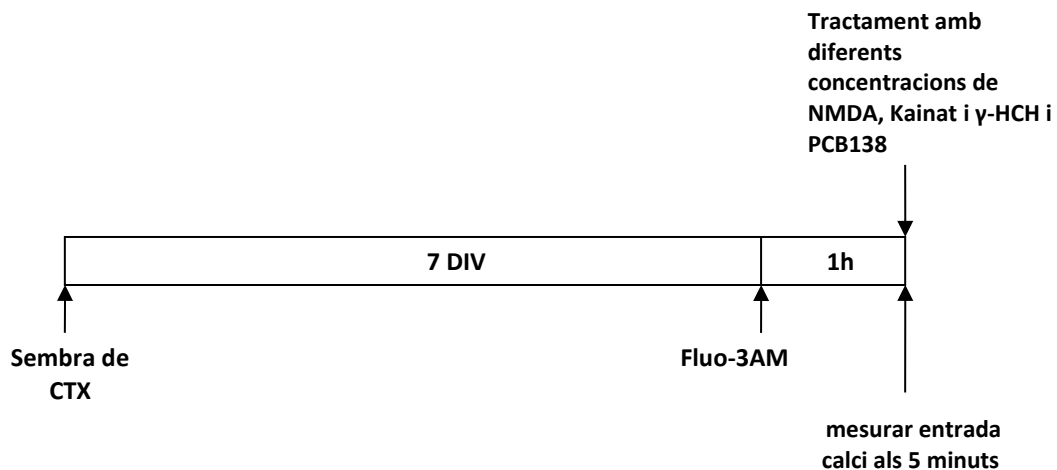 Tractament amb
diferents
concentracions de
NMDA, Kainat i γ-HCH i
PCB138
7 DIV
1h
Sembra de
CTX
Fluo-3AM
mesurar entrada
calci als 5 minuts